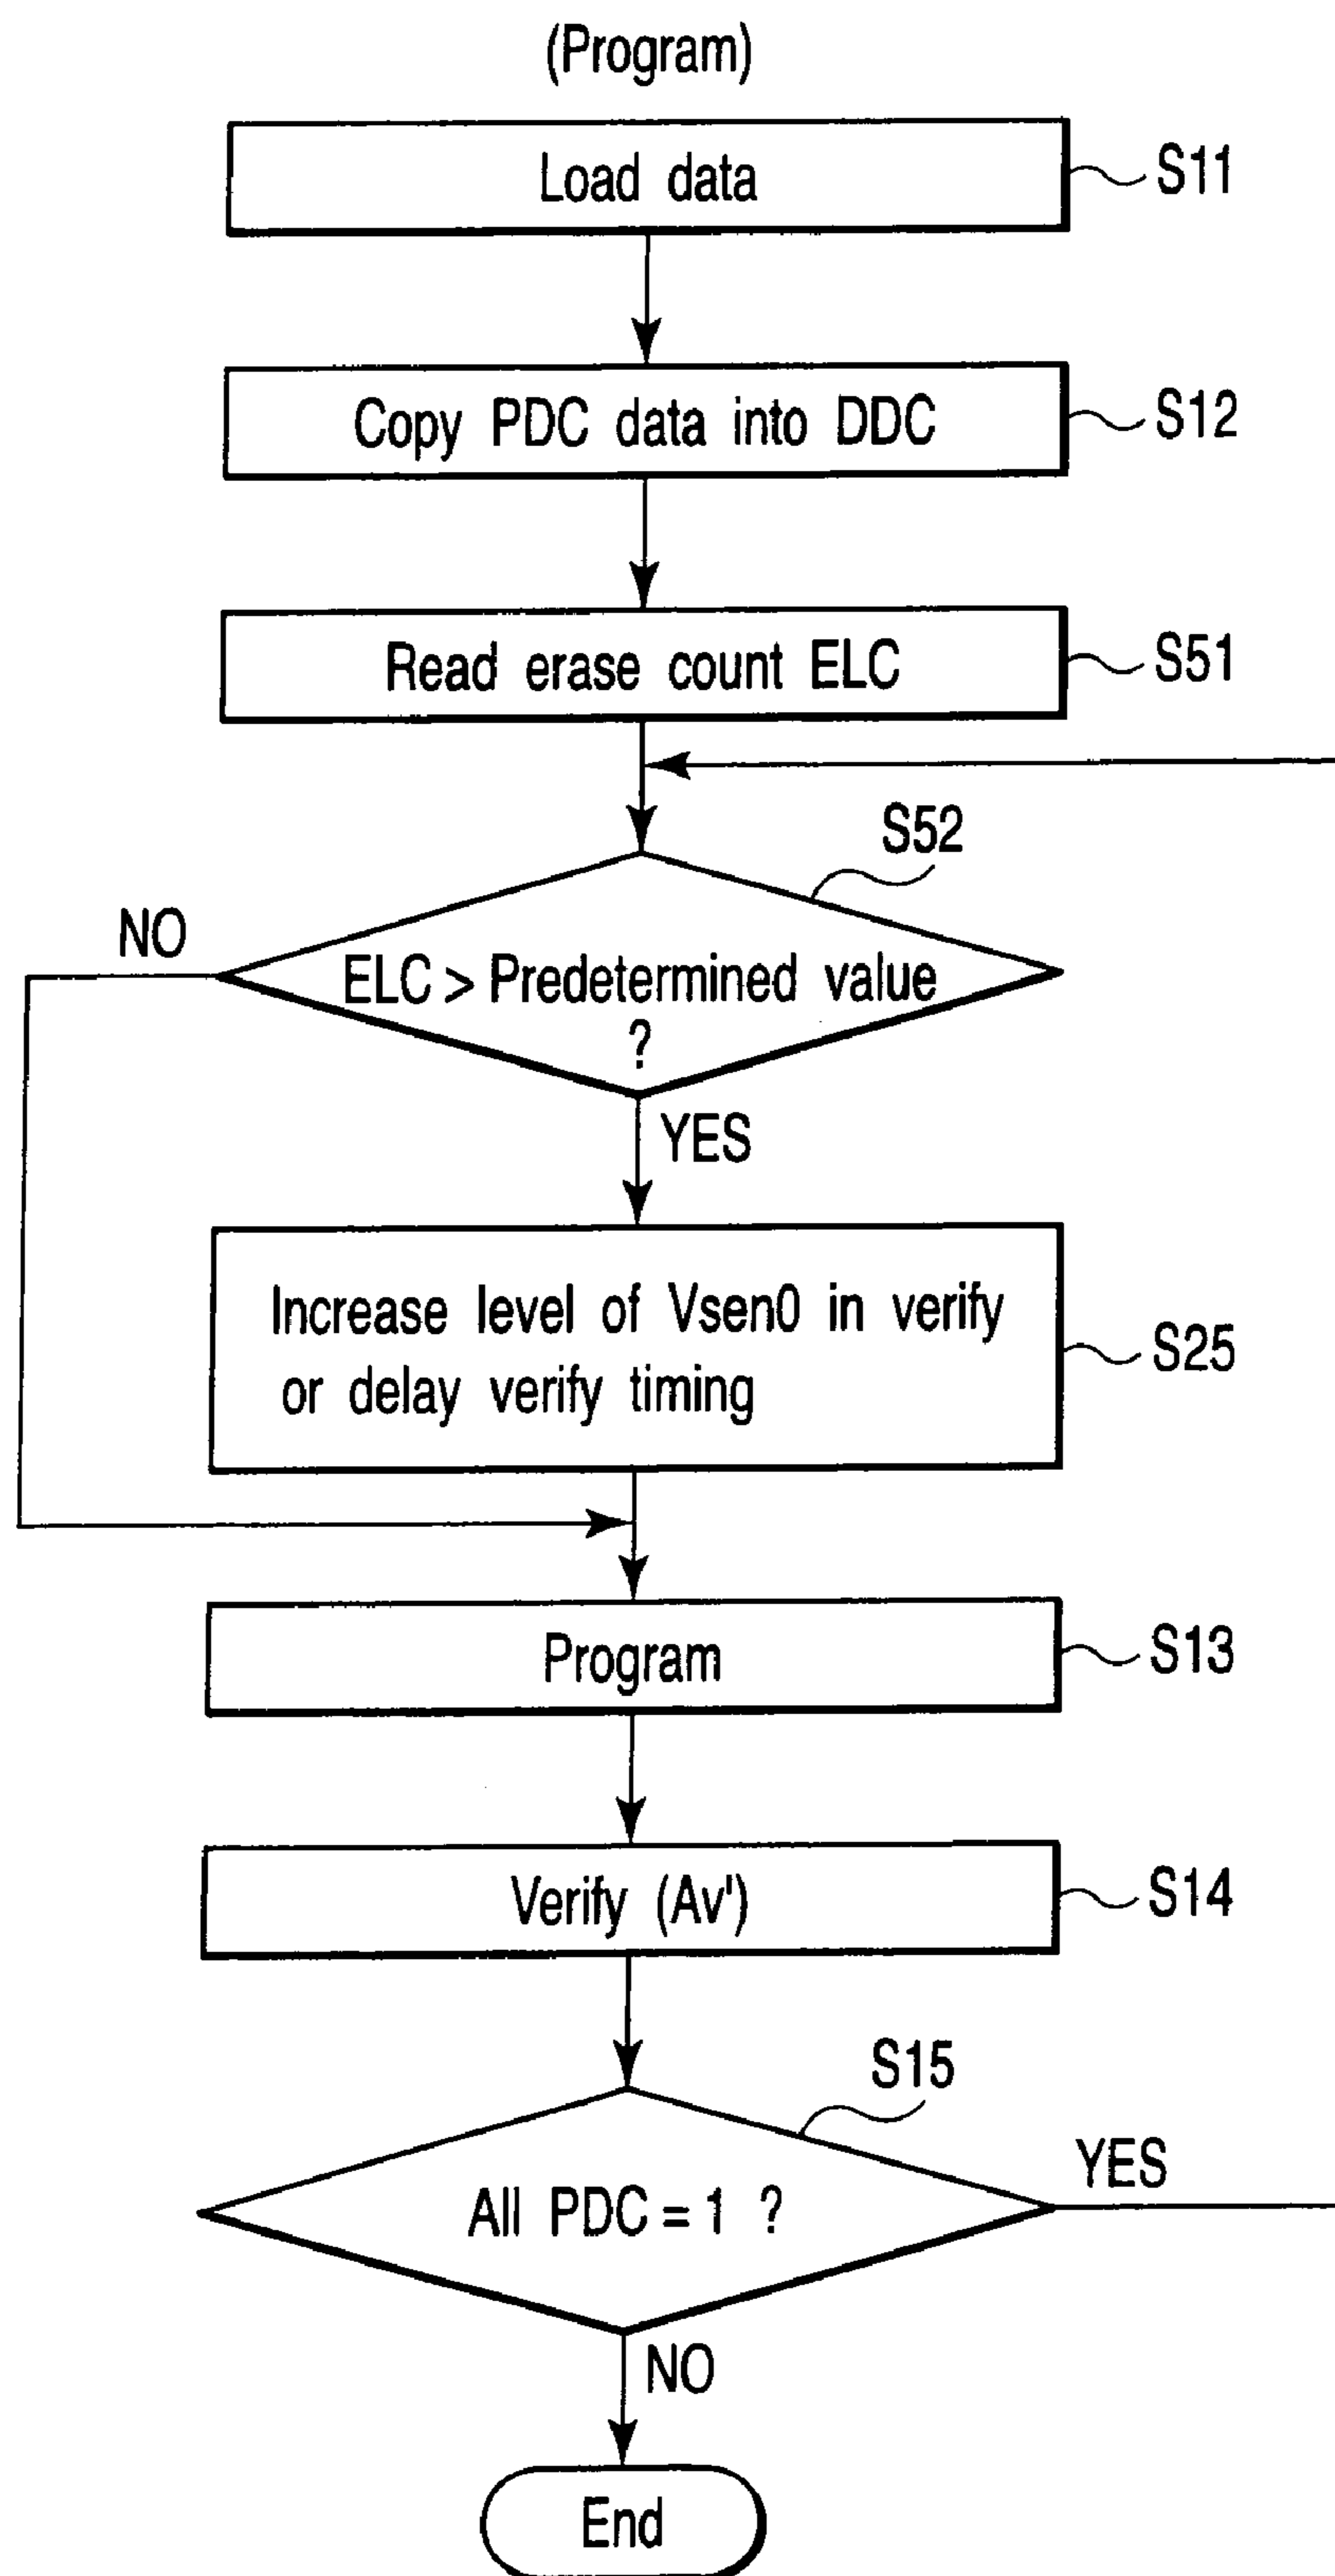 (Program)
Load data
S11
Copy PDC data into DDC
S12
Read erase count ELC
S51
S52
NO
ELC > Predetermined value
?
YES
Increase level of Vsen0 in verify
or delay verify timing
S25
Program
S13
Verify (Av')
S14
S15
All PDC = 1 ?
YES
NO
End